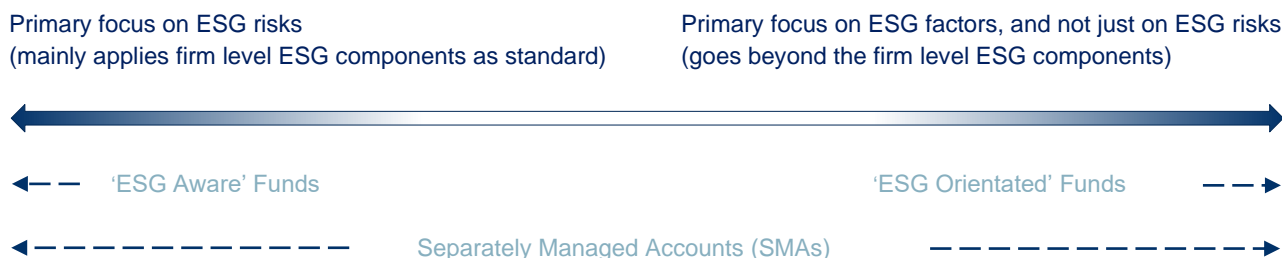 Primary focus on ESG risks
(mainly applies firm level ESG components as standard)
Primary focus on ESG factors, and not just on ESG risks
(goes beyond the firm level ESG components)
‘ESG Aware’ Funds
‘ESG Orientated’ Funds
Separately Managed Accounts (SMAs)